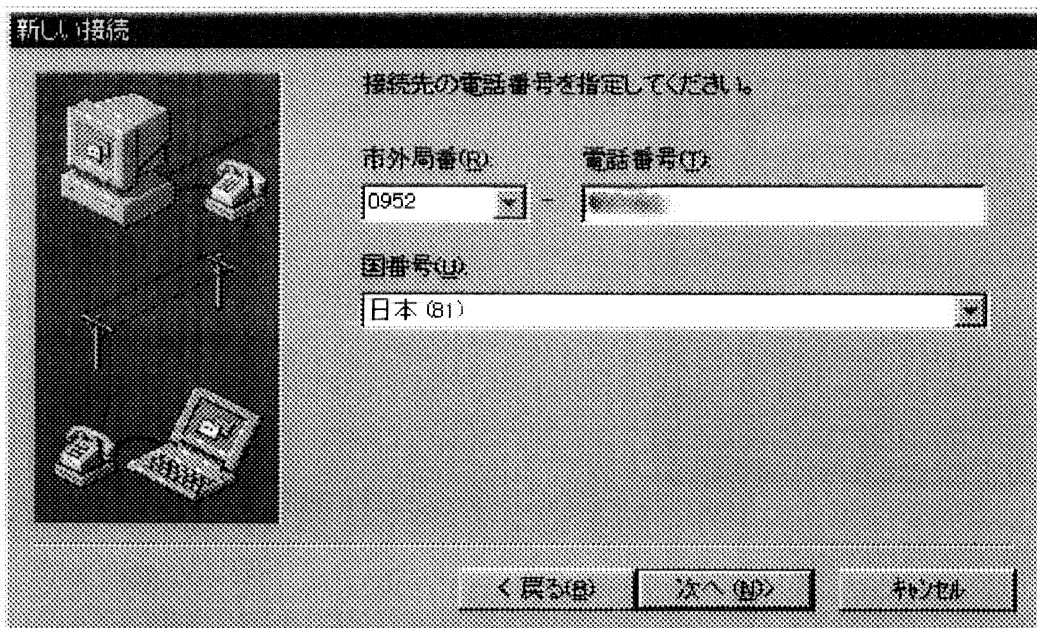 新しい接続
接続先の電話番号を指定してください。
市外局番(R):
電話番号(T):
0952
-
国番号(U):
日本 (81)
< 戻る(B)
次へ (N)>
キャンセル